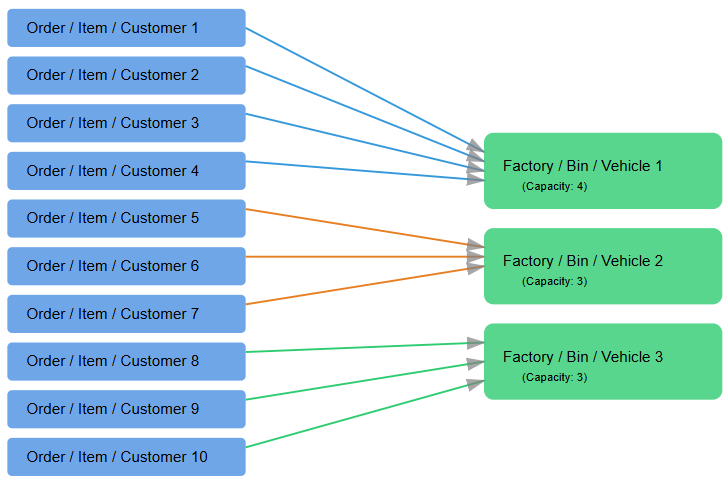 Order / Item / Customer 1
Order / Item / Customer 2
Order / Item / Customer 3
Order / Item / Customer 4
Order / Item / Customer 5
Order / Item / Customer 6
Order / Item / Customer 7
Order / Item / Customer 8
Order / Item / Customer 9
Order / Item / Customer 10
Factory / Bin / Vehicle 1
(Capacity: 4)
Factory / Bin / Vehicle 2
(Capacity: 3)
Factory / Bin / Vehicle 3
(Capacity: 3)